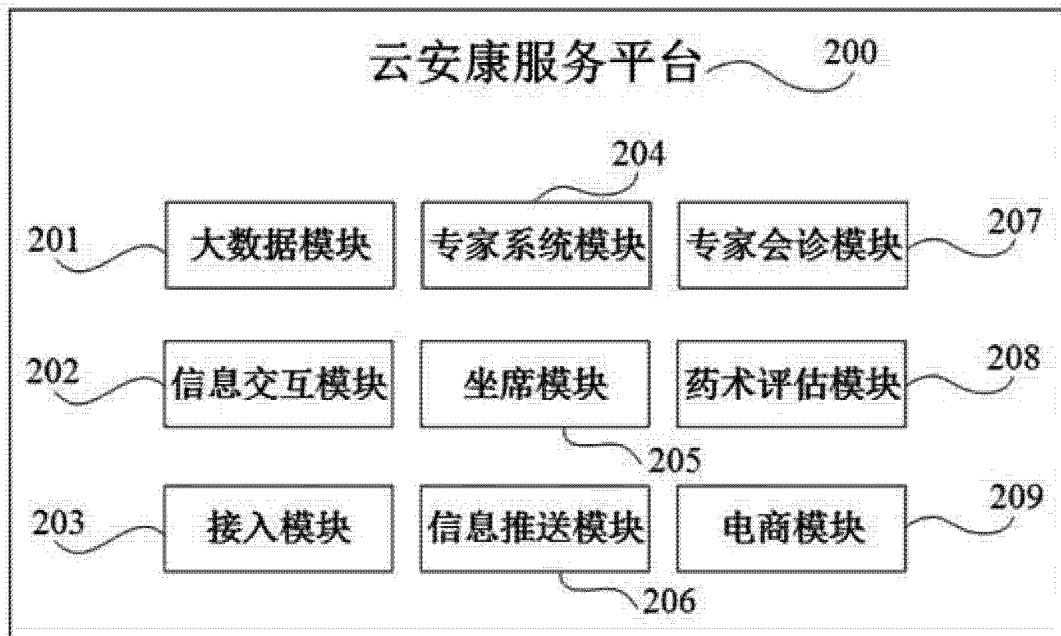 云安康服务平台 200
204
201 大数据模块 专家系统模块 专家会诊模块 207
202 信息交互模块 坐席模块 药术评估模块 208
205
203 接入模块 信息推送模块 电商模块 209
206